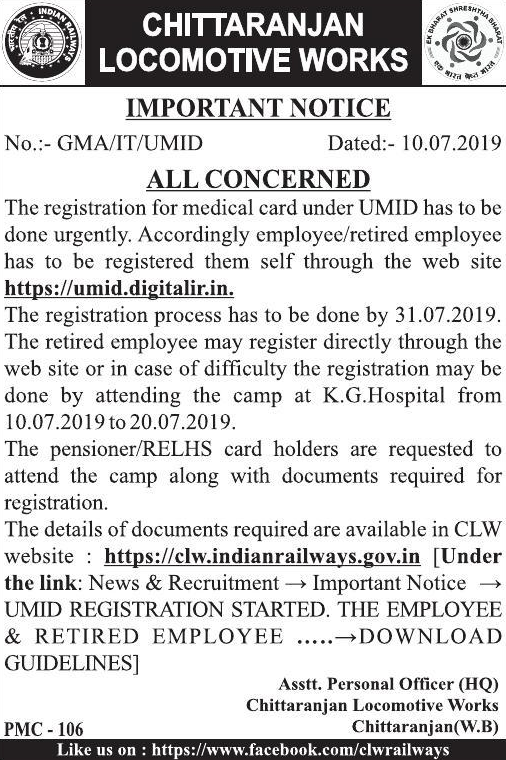 CHITTARANJAN
LOCOMOTIVE WORKS
INDIAN RAILWAYS
भारतीय रेल
EK BHARAT SHRESHTHA BHARAT
एक भारत श्रेष्ठ भारत
IMPORTANT NOTICE
No.:- GMA/IT/UMID Dated:- 10.07.2019
ALL CONCERNED
The registration for medical card under UMID has to be
done urgently. Accordingly employee/retired employee
has to be registered them self through the web site
https://umid.digitalir.in.
The registration process has to be done by 31.07.2019.
The retired employee may register directly through the
web site or in case of difficulty the registration may be
done by attending the camp at K.G.Hospital from
10.07.2019 to 20.07.2019.
The pensioner/RELHS card holders are requested to
attend the camp along with documents required for
registration.
The details of documents required are available in CLW
website : https://clw.indianrailways.gov.in [Under
the link: News & Recruitment → Important Notice →
UMID REGISTRATION STARTED. THE EMPLOYEE
& RETIRED EMPLOYEE .....→DOWNLOAD
GUIDELINES]
Asstt. Personal Officer (HQ)
Chittaranjan Locomotive Works
PMC - 106 Chittaranjan(W.B)
Like us on : https://www.facebook.com/clwrailways